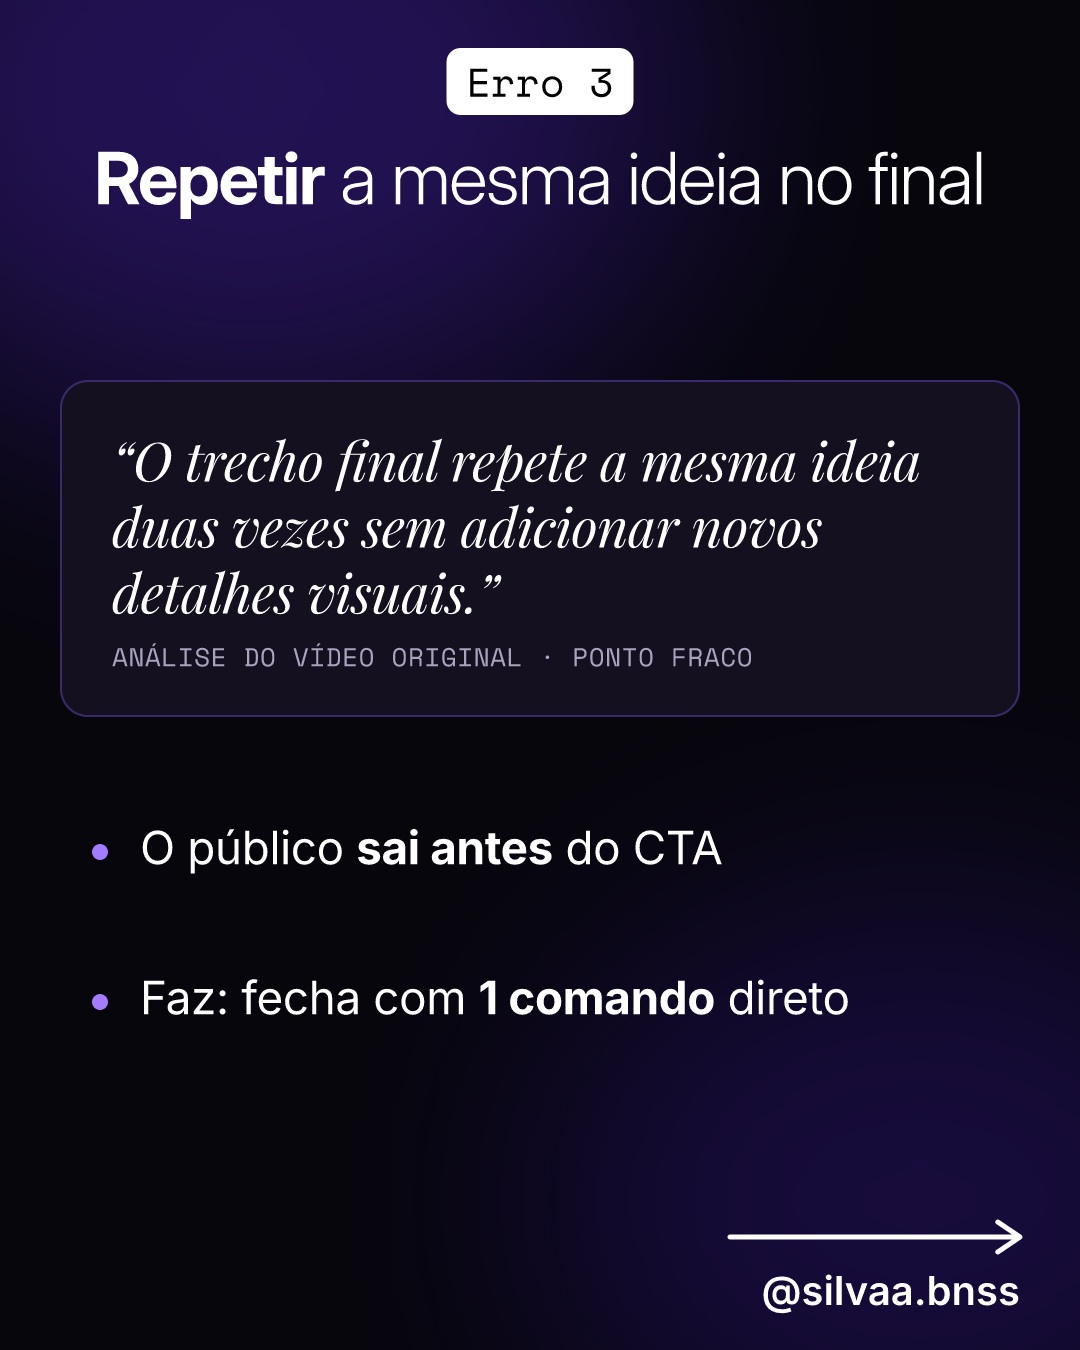 Erro 3
Repetir a mesma ideia no final
“O trecho final repete a mesma ideia
duas vezes sem adicionar novos
detalhes visuais.”
ANÁLISE DO VÍDEO ORIGINAL · PONTO FRACO
O público sai antes do CTA
Faz: fecha com 1 comando direto
@silvaa.bnss